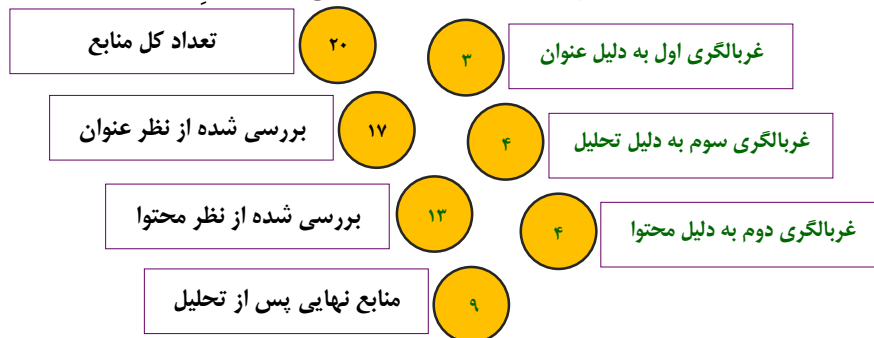 تعداد کل منابع
۲۰
۳
غربالگری اول به دلیل عنوان
بررسی شده از نظر عنوان
۱۷
۴
غربالگری سوم به دلیل تحلیل
بررسی شده از نظر محتوا
۱۳
۴
غربالگری دوم به دلیل محتوا
منابع نهایی پس از تحلیل
۹